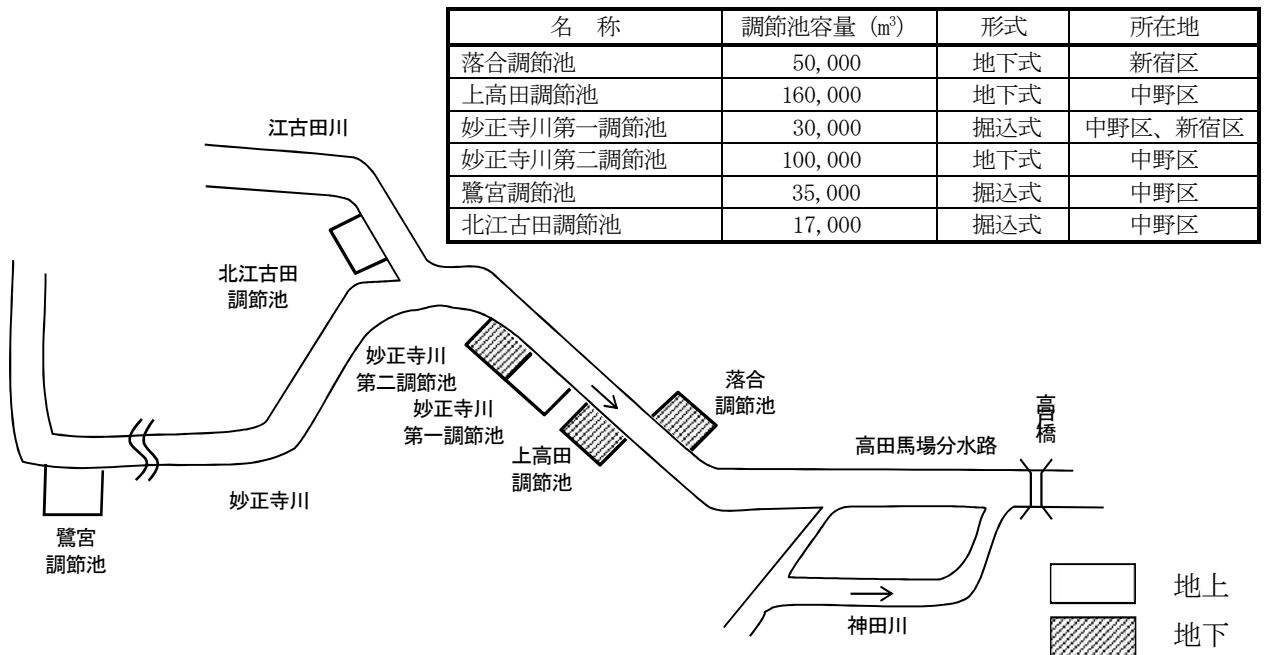 名　称 調節池容量 (㎥) 形式 所在地
落合調節池 50,000 地下式 新宿区
上高田調節池 160,000 地下式 中野区
妙正寺川第一調節池 30,000 掘込式 中野区、新宿区
妙正寺川第二調節池 100,000 地下式 中野区
鷺宮調節池 35,000 掘込式 中野区
北江古田調節池 17,000 掘込式 中野区
江古田川
北江古田
調節池
妙正寺川
第二調節池
妙正寺川
第一調節池
上高田
調節池
落合
調節池
高田馬場分水路
高戸橋
妙正寺川
鷺宮
調節池
神田川
地上
地下